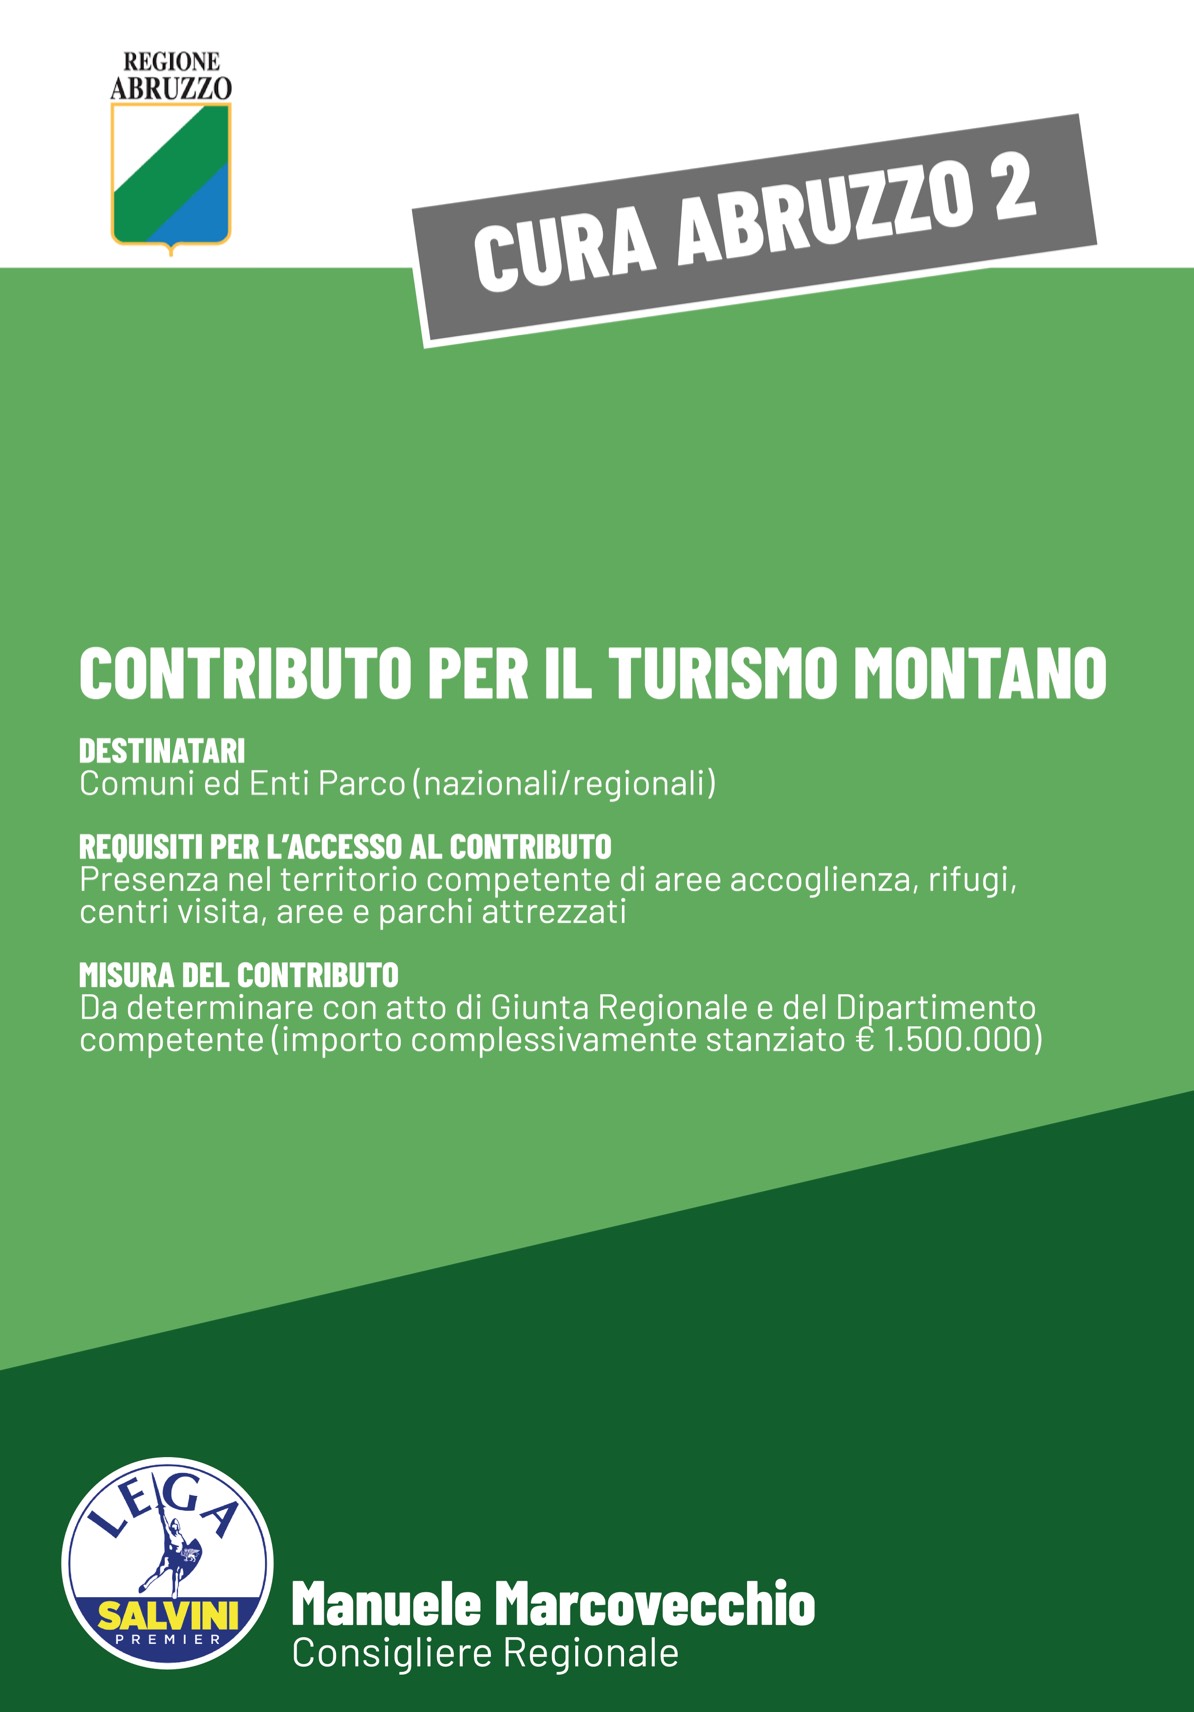 REGIONE
ABRUZZO
CURA ABRUZZO 2
CONTRIBUTO PER IL TURISMO MONTANO
DESTINATARI
Comuni ed Enti Parco (nazionali/regionali)
REQUISITI PER L’ACCESSO AL CONTRIBUTO
Presenza nel territorio competente di aree accoglienza, rifugi,
centri visita, aree e parchi attrezzati
MISURA DEL CONTRIBUTO
Da determinare con atto di Giunta Regionale e del Dipartimento
competente (importo complessivamente stanziato € 1.500.000)
LEGA
SALVINI
PREMIER
Manuele Marcovecchio
Consigliere Regionale